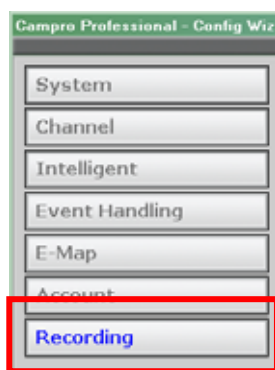 Campro Professional - Config Wiz
System
Channel
Intelligent
Event Handling
E-Map
Account
Recording